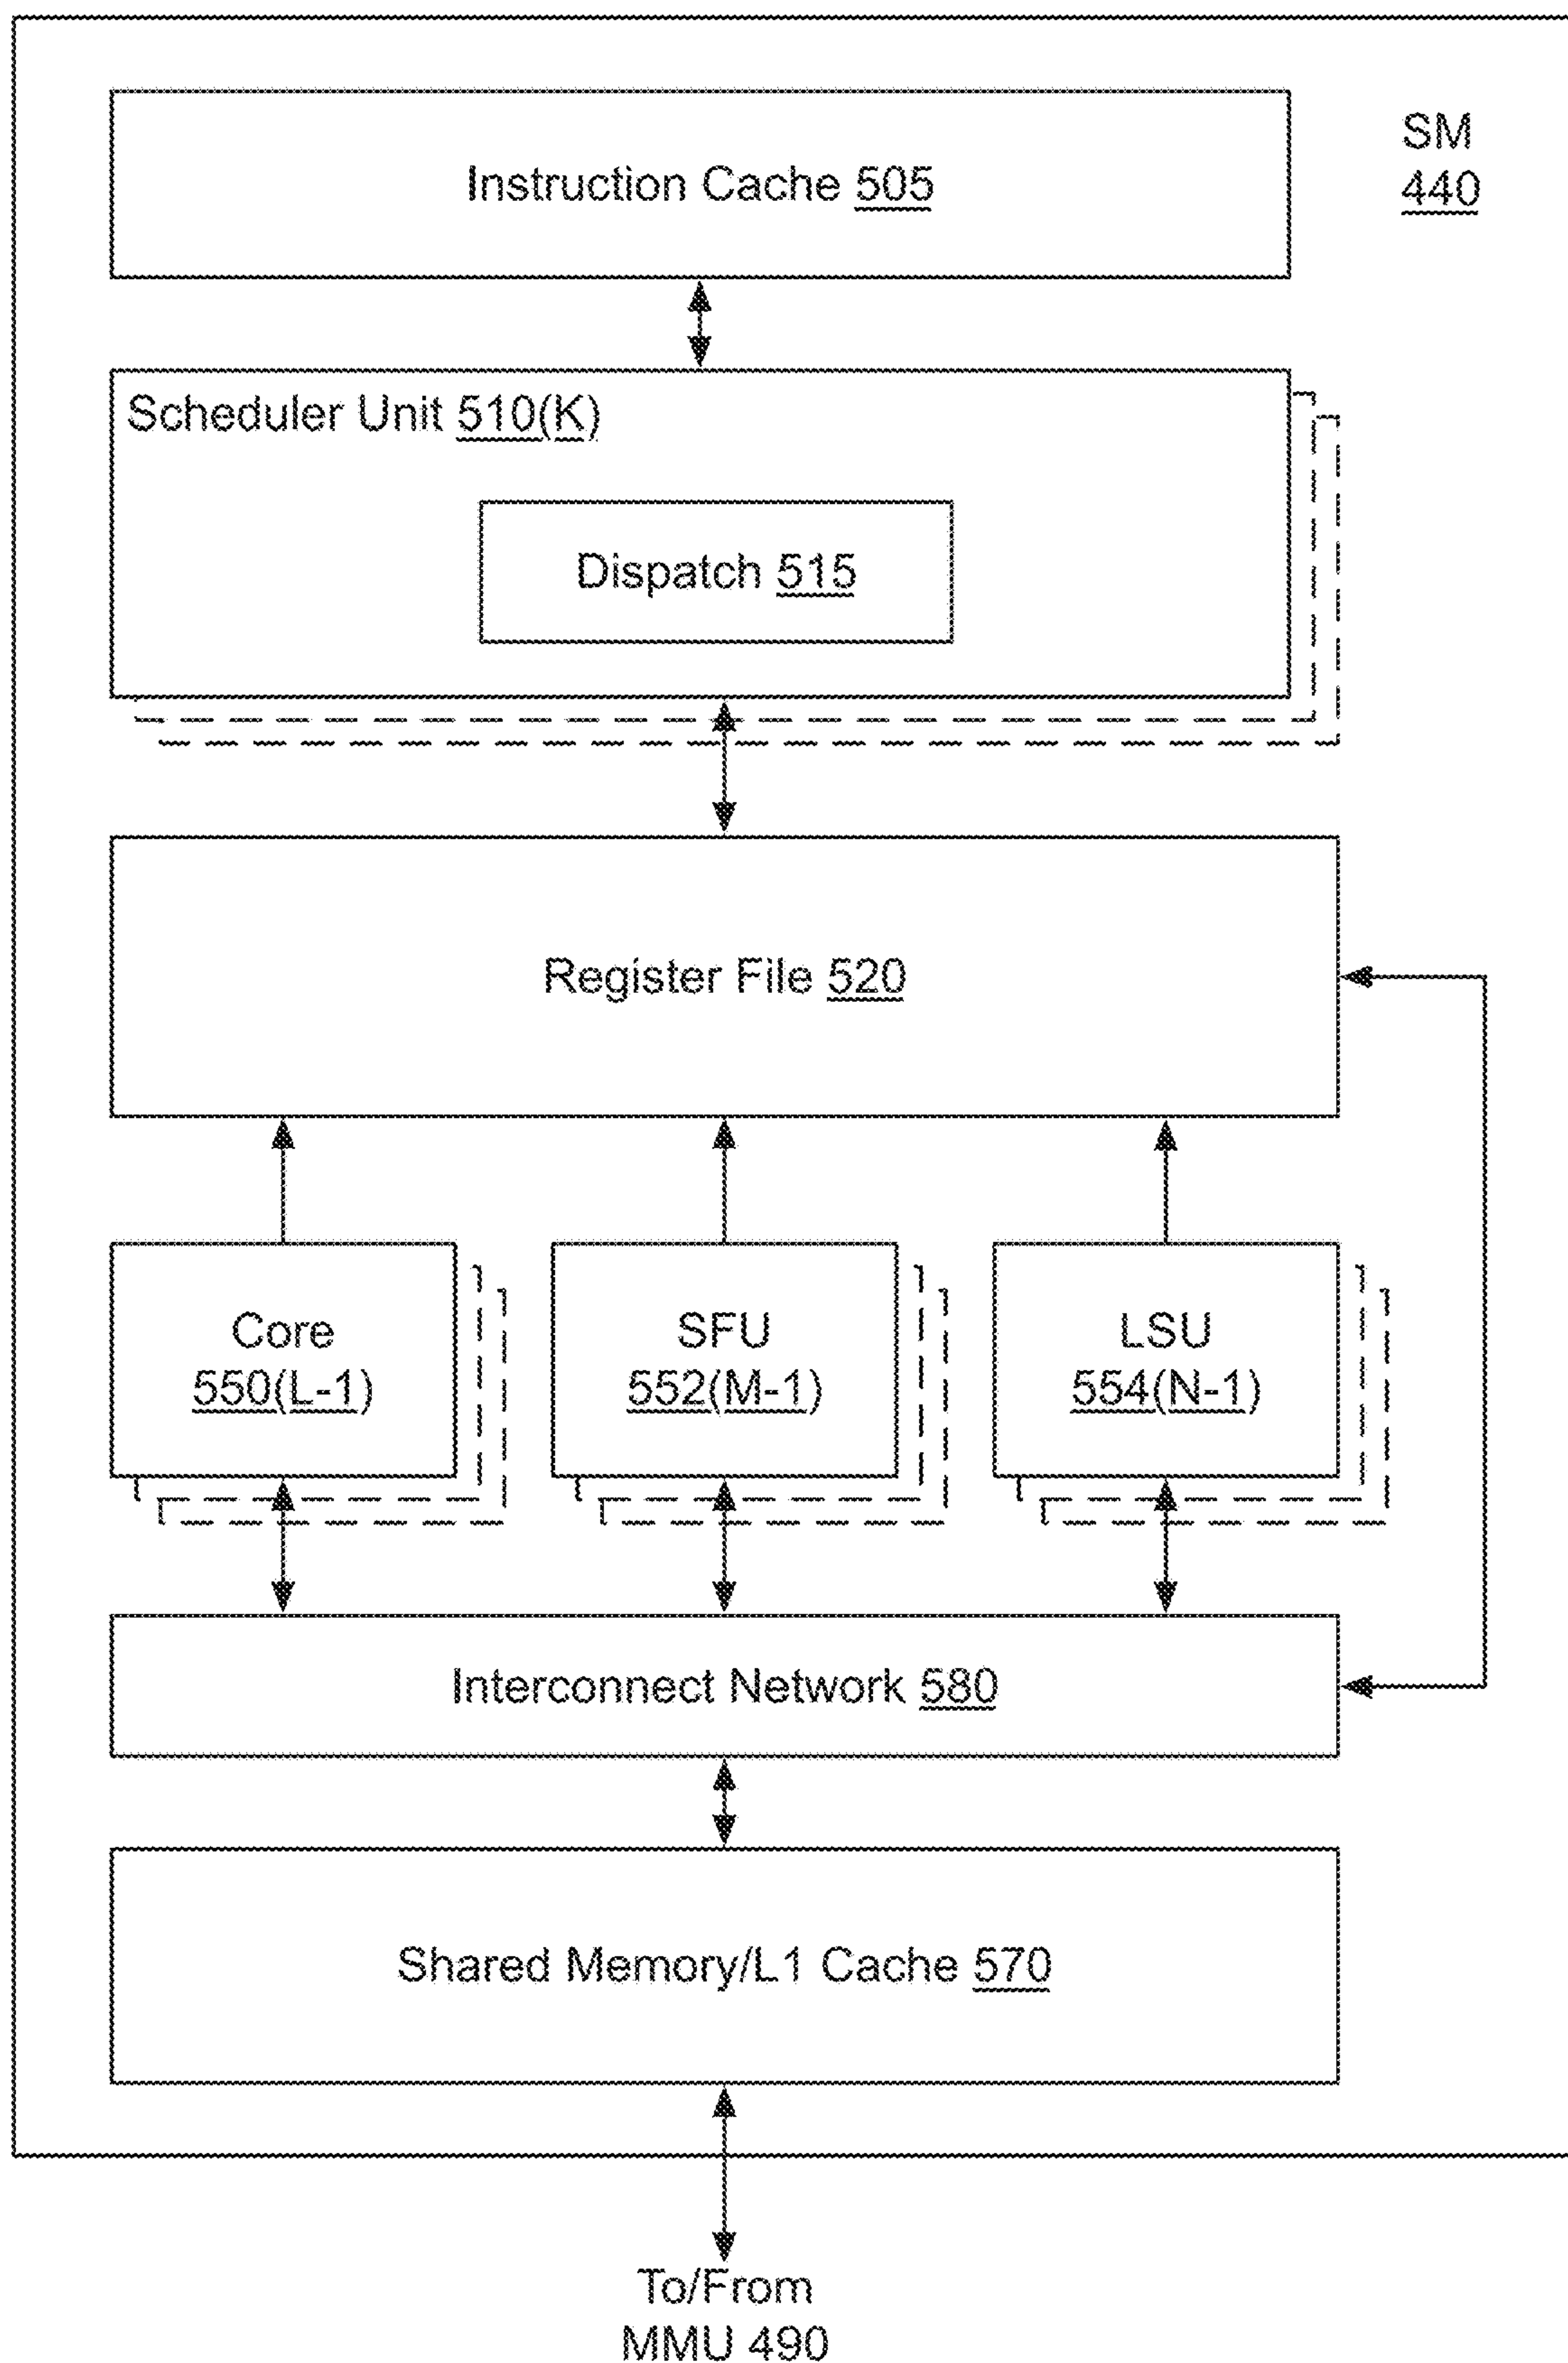 SM
440
Instruction Cache 505
Scheduler Unit 510(K)
Dispatch 515
Register File 520
Core
550(L-1)
SFU
552(M-1)
LSU
554(N-1)
Interconnect Network 580
Shared Memory/L1 Cache 570
To/From
MMU 490